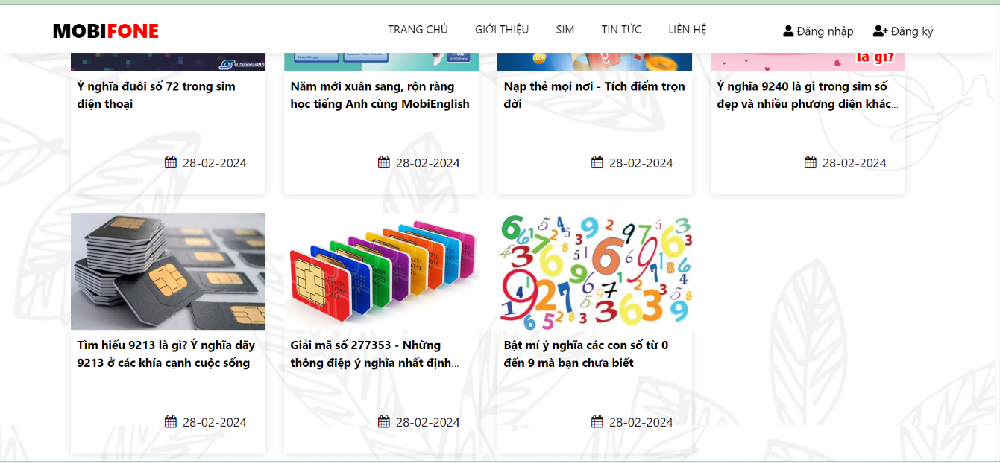 MOBIFONE
TRANG CHỦ
GIỚI THIỆU
SIM
TIN TỨC
LIÊN HỆ
Đăng nhập
Đăng ký
SIMSODEP.VN
là gì?
Ý nghĩa đuôi số 72 trong sim
điện thoại
28-02-2024
Năm mới xuân sang, rộn ràng
học tiếng Anh cùng MobiEnglish
28-02-2024
Nạp thẻ mọi nơi - Tích điểm trọn
đời
28-02-2024
Ý nghĩa 9240 là gì trong sim số
đẹp và nhiều phương diện khác...
28-02-2024
Tìm hiểu 9213 là gì? Ý nghĩa dãy
9213 ở các khía cạnh cuộc sống
28-02-2024
Giải mã số 277353 - Những
thông điệp ý nghĩa nhất định...
28-02-2024
Bật mí ý nghĩa các con số từ 0
đến 9 mà bạn chưa biết
28-02-2024